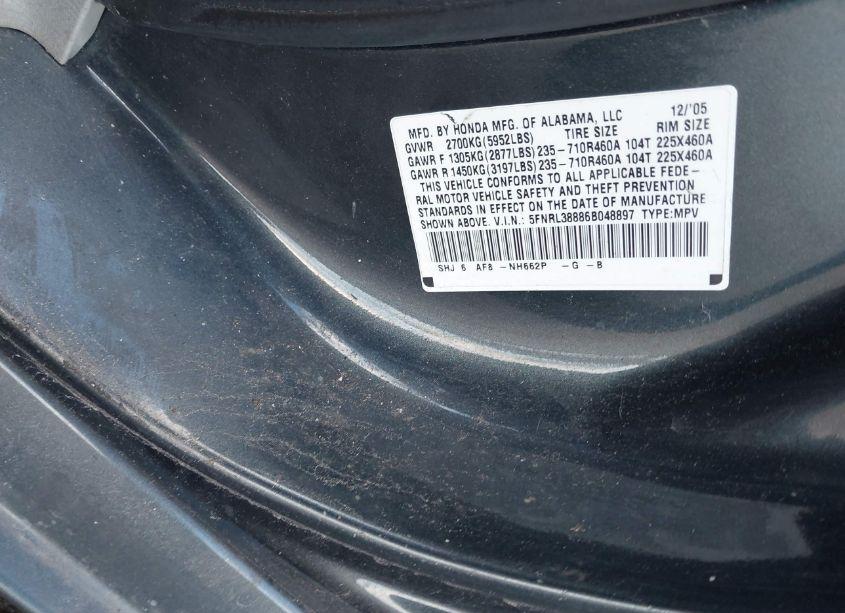 MFD. BY HONDA MFG. OF ALABAMA, LLC 12/'05
GVWR 2700KG(5952LBS) TIRE SIZE RIM SIZE
GAWR F 1305KG(2877LBS) 235-710R460A 104T 225X460A
GAWR R 1450KG(3197LBS) 235-710R460A 104T 225X460A
THIS VEHICLE CONFORMS TO ALL APPLICABLE FEDE-
RAL MOTOR VEHICLE SAFETY AND THEFT PREVENTION
STANDARDS IN EFFECT ON THE DATE OF MANUFACTURE
SHOWN ABOVE. V.I.N.: 5FNRL38886B048897 TYPE:MPV
SHJ 6 AF8 -NH662P -G -B